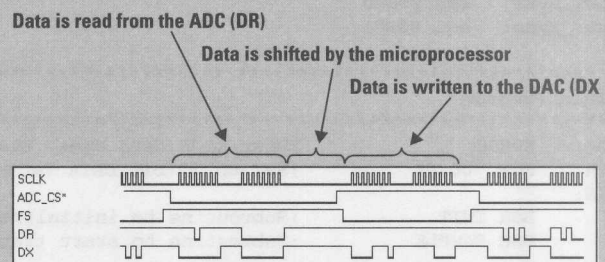 Data is read from the ADC (DR)
Data is shifted by the microprocessor
Data is written to the DAC (DX
SCLK
ADC_CS*
FS
DR
DX